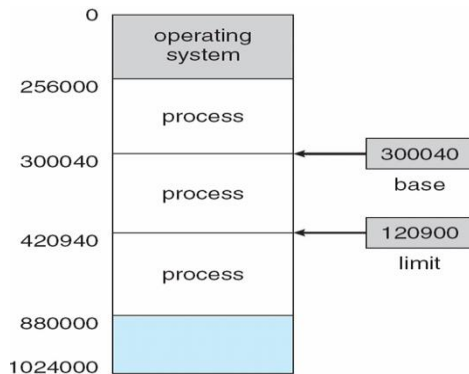 0
operating
system
256000
process
300040
300040
base
process
420940
120900
limit
process
880000
1024000